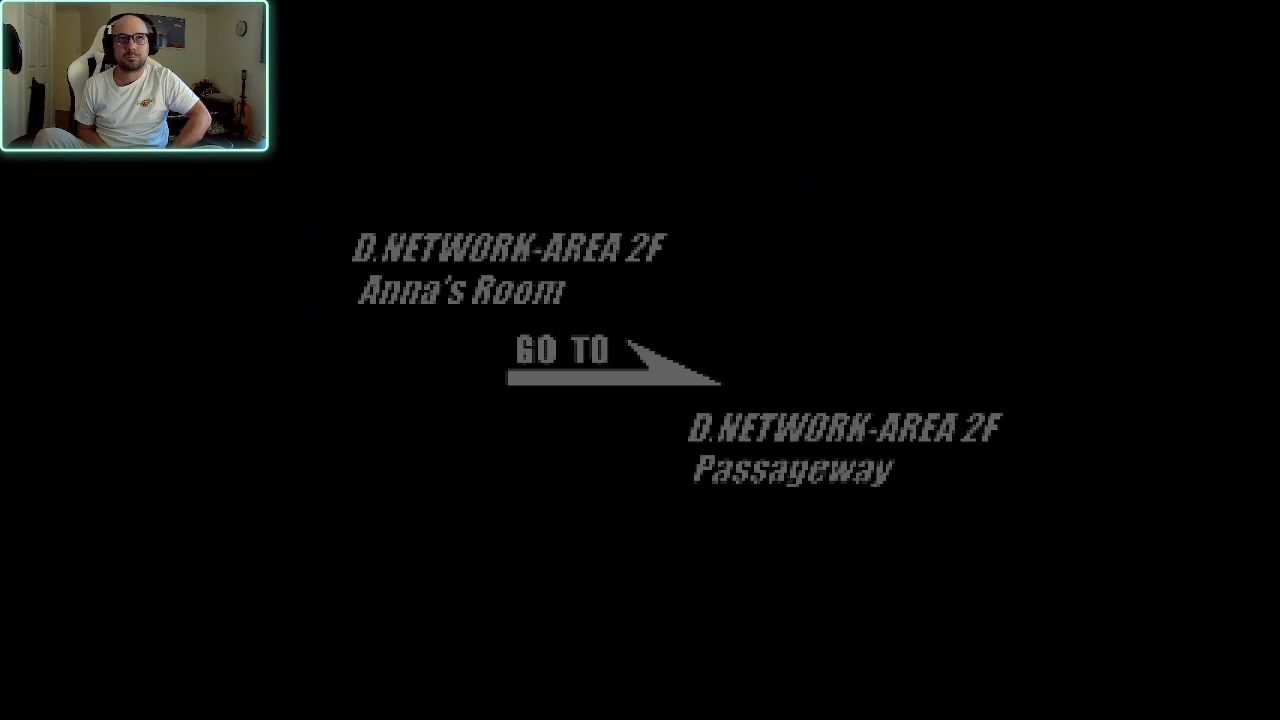 D.NETWORK-AREA 2F
Anna's Room
GO TO
D.NETWORK-AREA 2F
Passageway